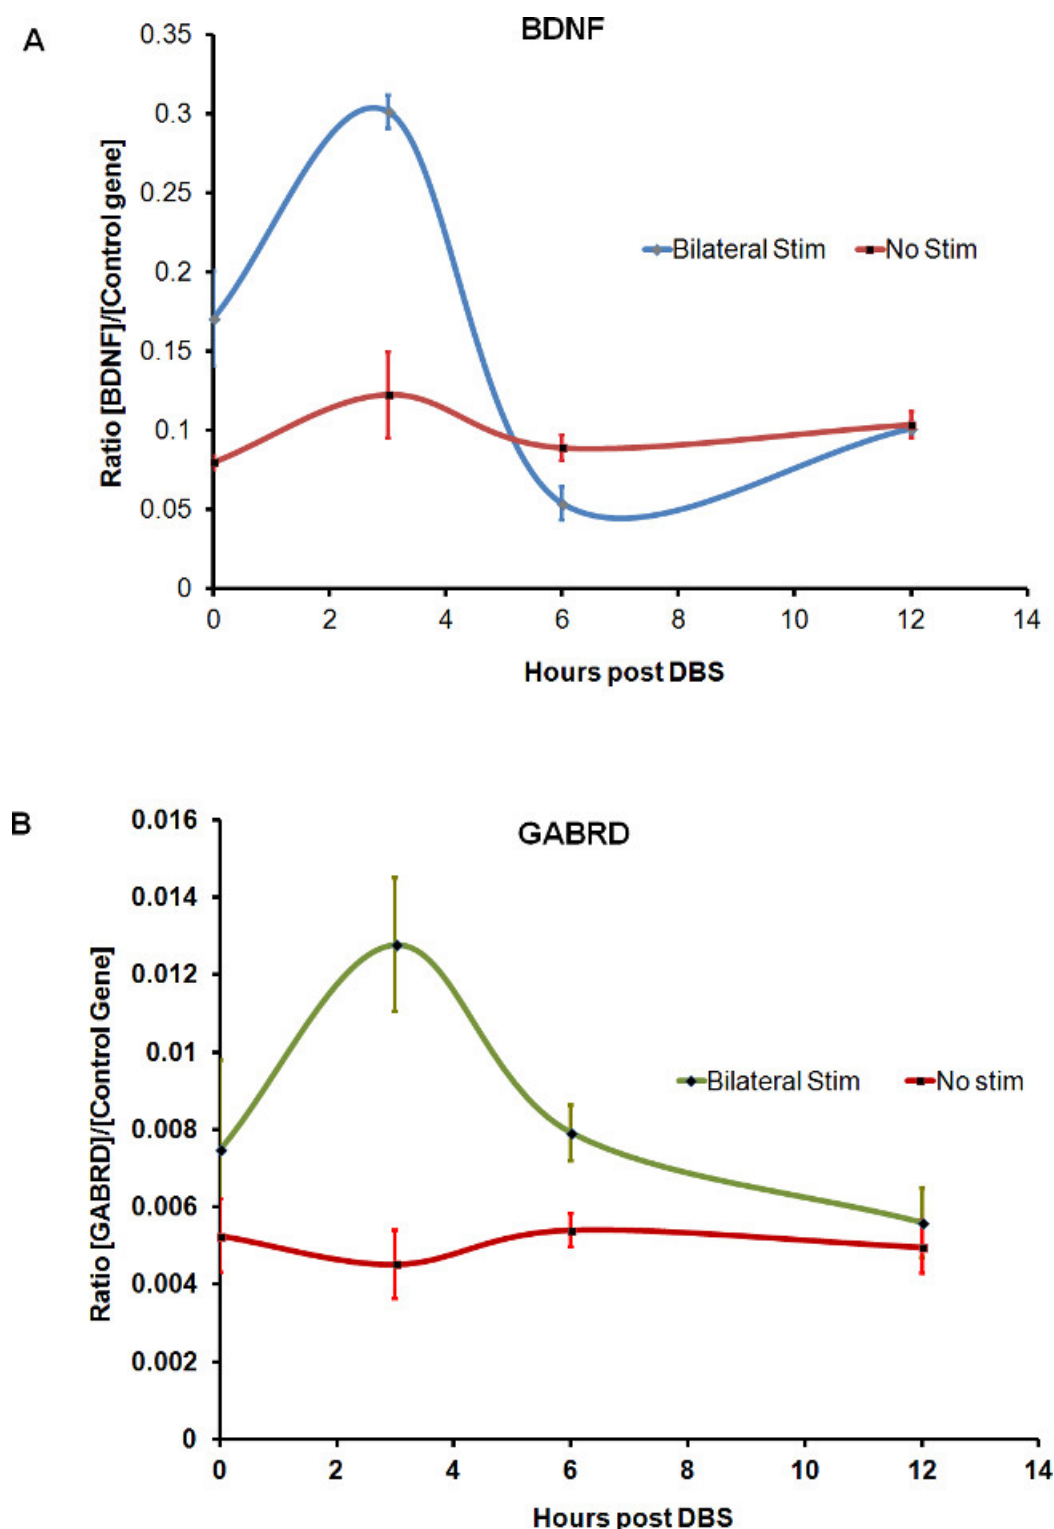 A
BDNF
Ratio [BDNF]/[Control gene]
0.35
0.3
0.25
0.2
0.15
0.1
0.05
0
Bilateral Stim No Stim
0 2 4 6 8 10 12 14
Hours post DBS
B
GABRD
Ratio [GABRD]/[Control Gene]
0.016
0.014
0.012
0.01
0.008
0.006
0.004
0.002
0
Bilateral Stim No stim
0 2 4 6 8 10 12 14
Hours post DBS